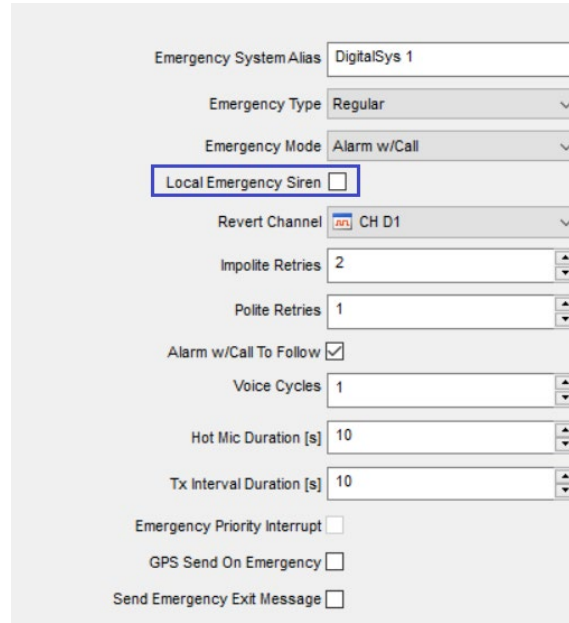 Emergency System Alias DigitalSys 1
Emergency Type Regular
Emergency Mode Alarm w/Call
Local Emergency Siren
Revert Channel CH D1
Impolite Retries 2
Polite Retries 1
Alarm w/Call To Follow
Voice Cycles 1
Hot Mic Duration [s] 10
Tx Interval Duration [s] 10
Emergency Priority Interrupt
GPS Send On Emergency
Send Emergency Exit Message